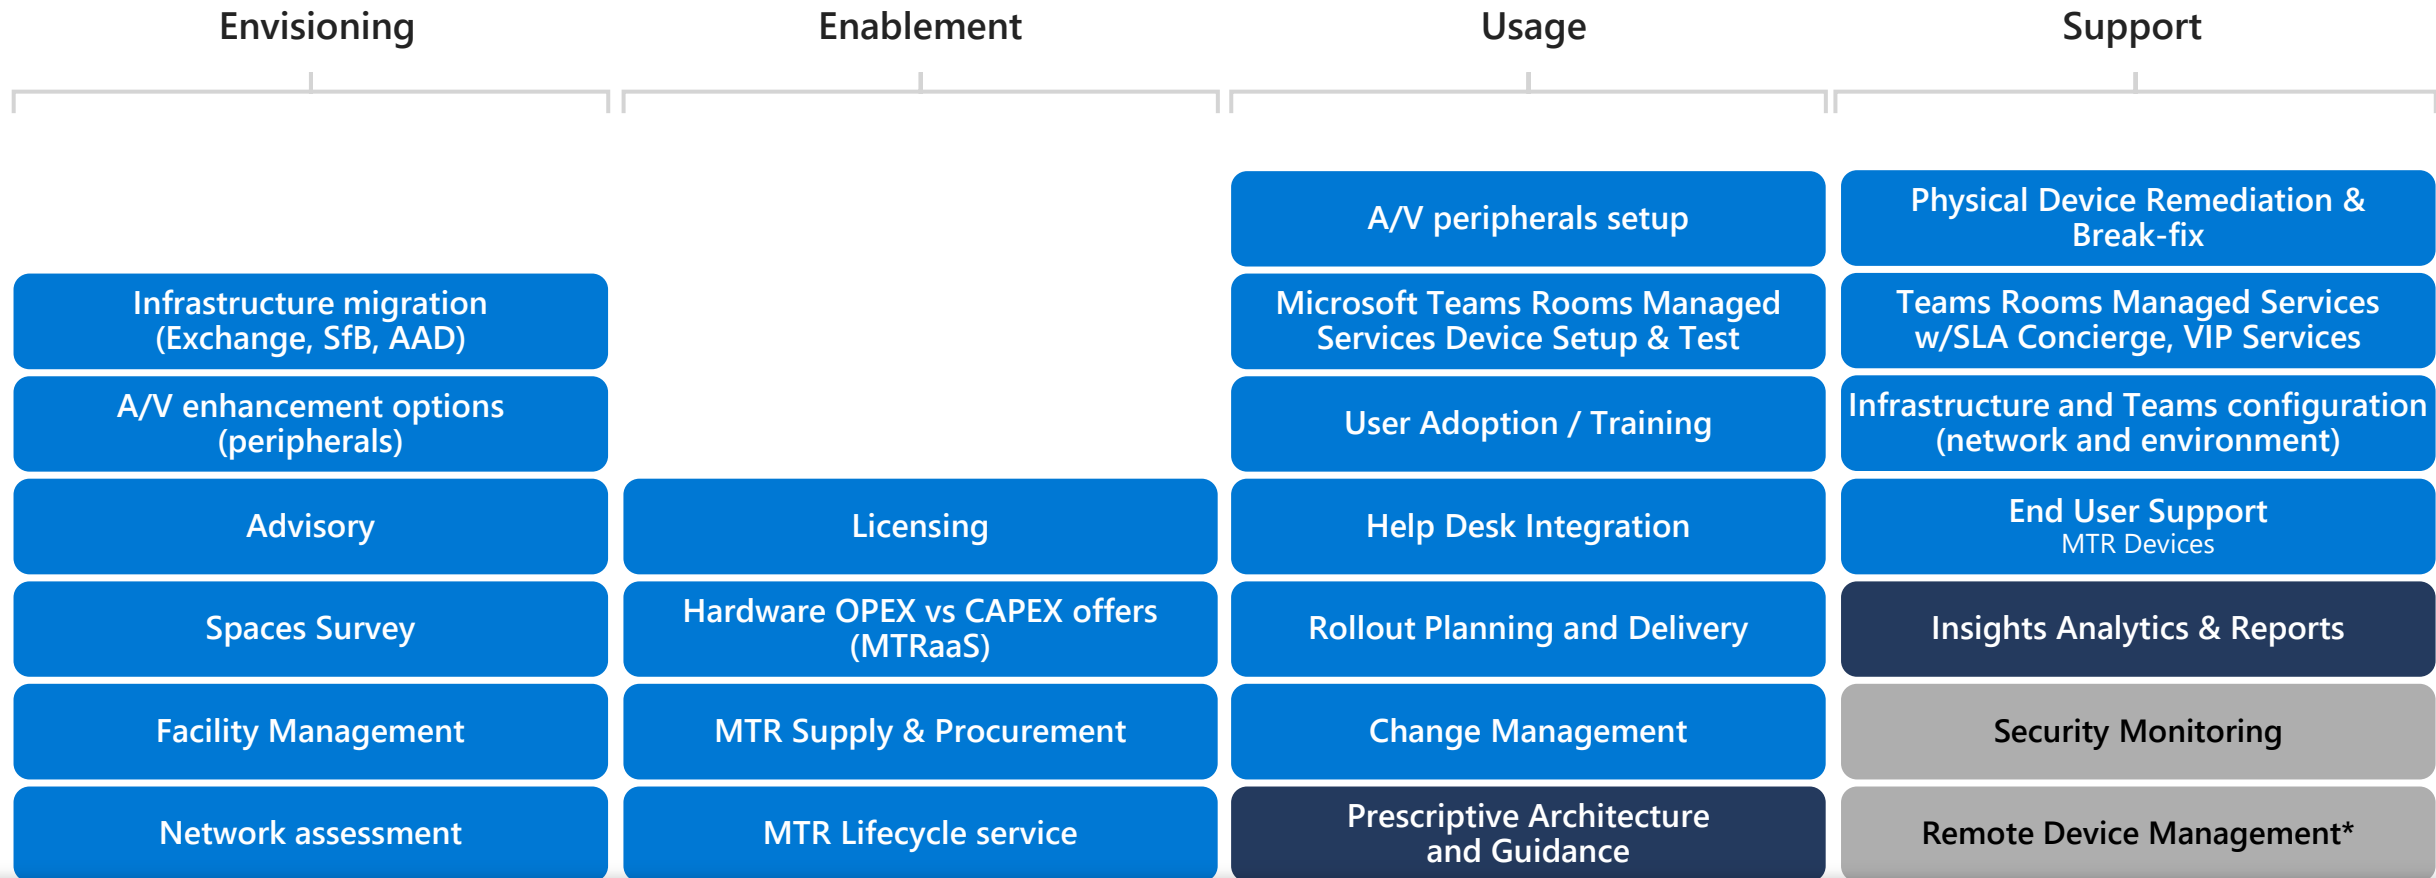 Envisioning
Enablement
Usage
Support
Infrastructure migration
(Exchange, SfB, AAD)
A/V enhancement options
(peripherals)
Advisory
Spaces Survey
Facility Management
Network assessment
Licensing
Hardware OPEX vs CAPEX offers
(MTRaaS)
MTR Supply & Procurement
MTR Lifecycle service
A/V peripherals setup
Microsoft Teams Rooms Managed
Services Device Setup & Test
User Adoption / Training
Help Desk Integration
Rollout Planning and Delivery
Change Management
Prescriptive Architecture
and Guidance
Physical Device Remediation &
Break-fix
Teams Rooms Managed Services
w/SLA Concierge, VIP Services
Infrastructure and Teams configuration
(network and environment)
End User Support
MTR Devices
Insights Analytics & Reports
Security Monitoring
Remote Device Management*